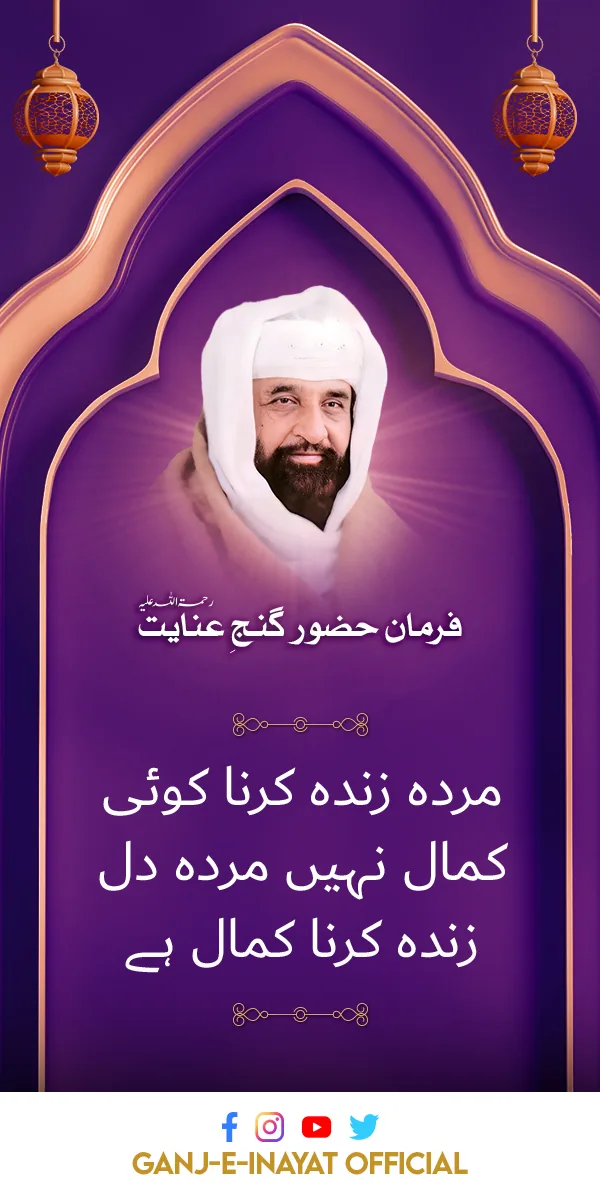 رحمۃ اللہ علیہ
فرمان حضور گنجِ عنایت
مردہ زندہ کرنا کوئی
کمال نہیں مردہ دل
زندہ کرنا کمال ہے
GANJ-E-INAYAT OFFICIAL